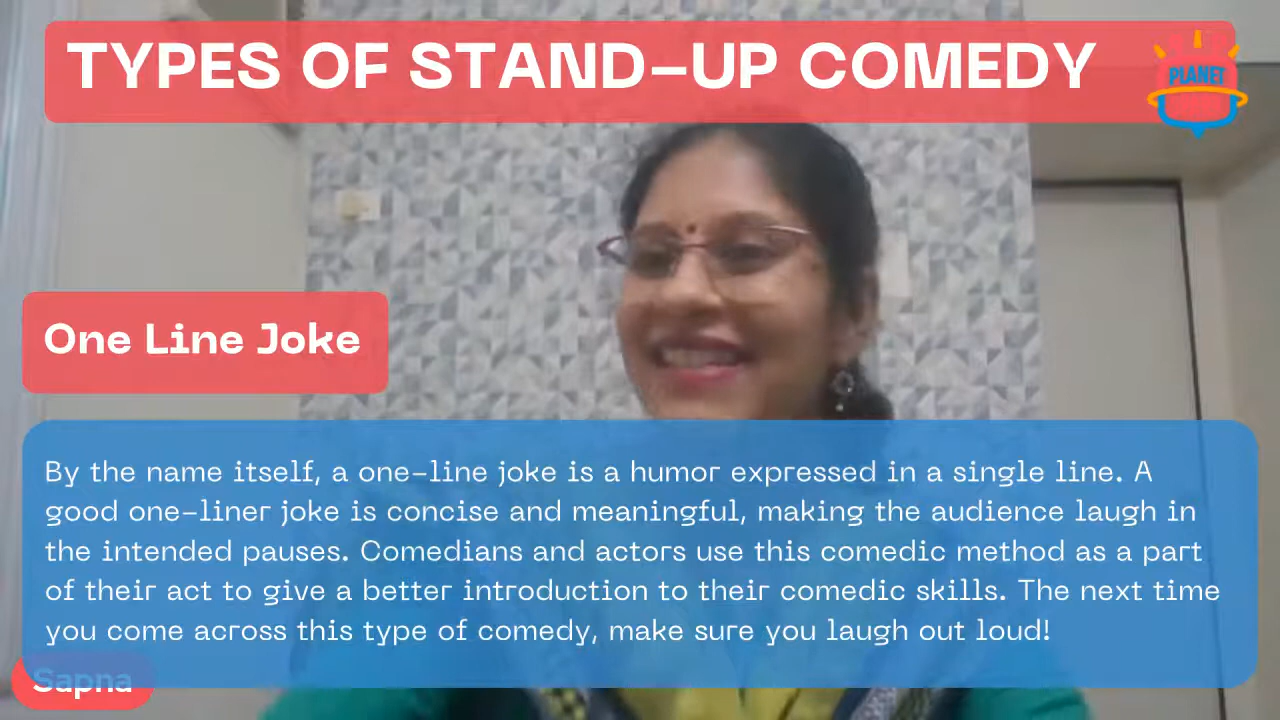 TYPES OF STAND-UP COMEDY
PLANET
One Line Joke
By the name itself, a one-line joke is a humor expressed in a single line. A
good one-liner joke is concise and meaningful, making the audience laugh in
the intended pauses. Comedians and actors use this comedic method as a part
of their act to give a better introduction to their comedic skills. The next time
you come across this type of comedy, make sure you laugh out loud!
Sapna